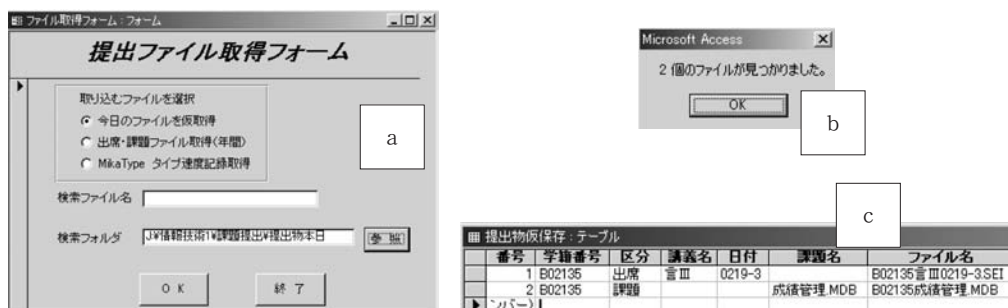 ファイル取得フォーム：フォーム
提出ファイル取得フォーム
取り込むファイルを選択
今日のファイルを仮取得
出席・課題ファイル取得(年間)
MikaType タイプ速度記録取得
a
検索ファイル名
検索フォルダ J¥情報技術1¥課題提出¥提出物本日 参照
OK 終了
Microsoft Access
2 個のファイルが見つかりました。
OK
b
c
提出物仮保存：テーブル
番号 学籍番号 区分 講義名 日付 課題名 ファイル名
1 B02135 出席 言Ⅲ 0219-3 B02135言Ⅲ0219-3.SEI
2 B02135 課題 成績管理.MDB B02135成績管理.MDB
ンバー)